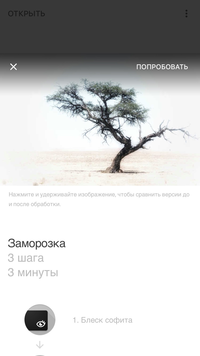 ОТКРЫТЬ
ПОПРОБОВАТЬ
Нажмите и удерживайте изображение, чтобы сравнить версии до
и после обработки.
Заморозка
3 шага
3 минуты
1. Блеск софита